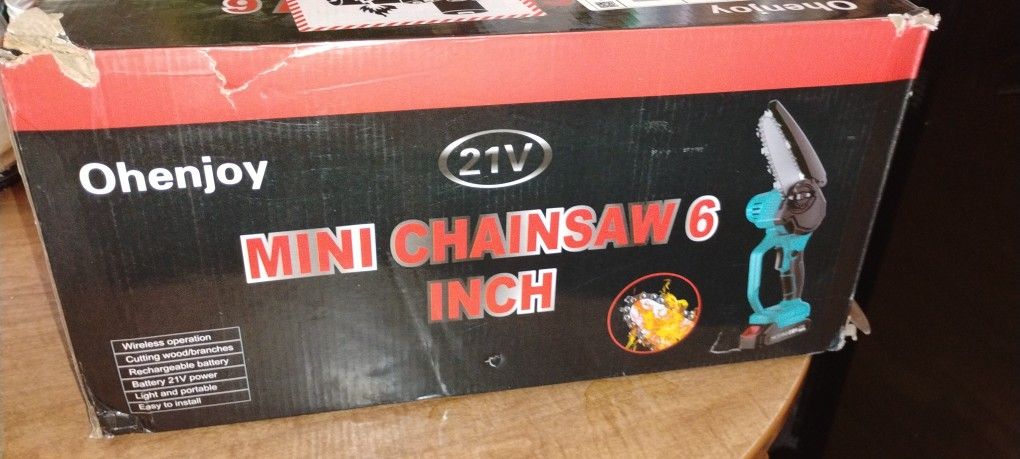 Ohenjoy
Ohenjoy
21V
MINI CHAINSAW 6
INCH
Wireless operation
Cutting wood/branches
Rechargeable battery
Battery 21V power
Light and portable
Easy to install